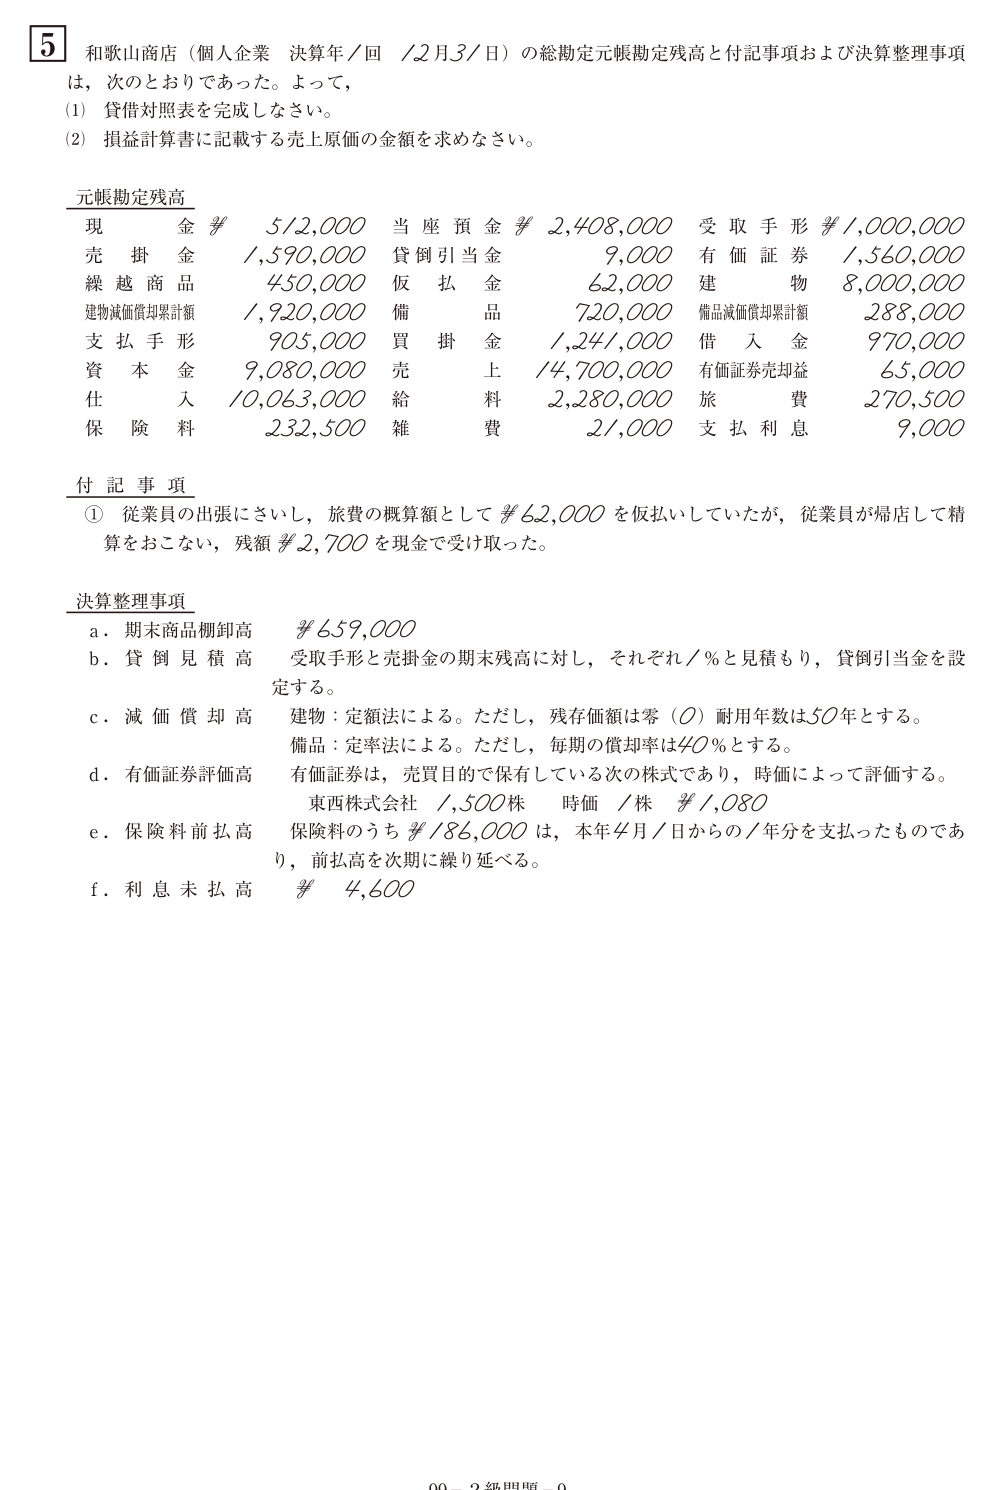 5 和歌山商店（個人企業　決算年1回　12月31日）の総勘定元帳勘定残高と付記事項および決算整理事項
は，次のとおりであった。よって，
⑴　貸借対照表を完成しなさい。
⑵　損益計算書に記載する売上原価の金額を求めなさい。
元帳勘定残高
現　　金　¥　512,000　当座預金　¥　2,408,000　受取手形　¥1,000,000
売掛金　1,590,000　貸倒引当金　9,000　有価証券　1,560,000
繰越商品　450,000　仮払金　62,000　建　　物　8,000,000
建物減価償却累計額　1,920,000　備　　品　720,000　備品減価償却累計額　288,000
支払手形　905,000　買掛金　1,241,000　借入金　970,000
資本金　9,080,000　売　　上　14,700,000　有価証券売却益　65,000
仕　　入　10,063,000　給　　料　2,280,000　旅　　費　270,500
保険料　232,500　雑　　費　21,000　支払利息　9,000
付記事項
①　従業員の出張にさいし，旅費の概算額として¥62,000を仮払いしていたが，従業員が帰店して精
算をおこない，残額¥2,700を現金で受け取った。
決算整理事項
a．期末商品棚卸高　¥659,000
b．貸倒見積高　受取手形と売掛金の期末残高に対し，それぞれ1％と見積もり，貸倒引当金を設
定する。
c．減価償却高　建物：定額法による。ただし，残存価額は零（0）耐用年数は50年とする。
備品：定率法による。ただし，毎期の償却率は40％とする。
d．有価証券評価高　有価証券は，売買目的で保有している次の株式であり，時価によって評価する。
東西株式会社　1,500株　時価　1株　¥1,080
e．保険料前払高　保険料のうち¥186,000は，本年4月1日からの1年分を支払ったものであ
り，前払高を次期に繰り延べる。
f．利息未払高　¥　4,600